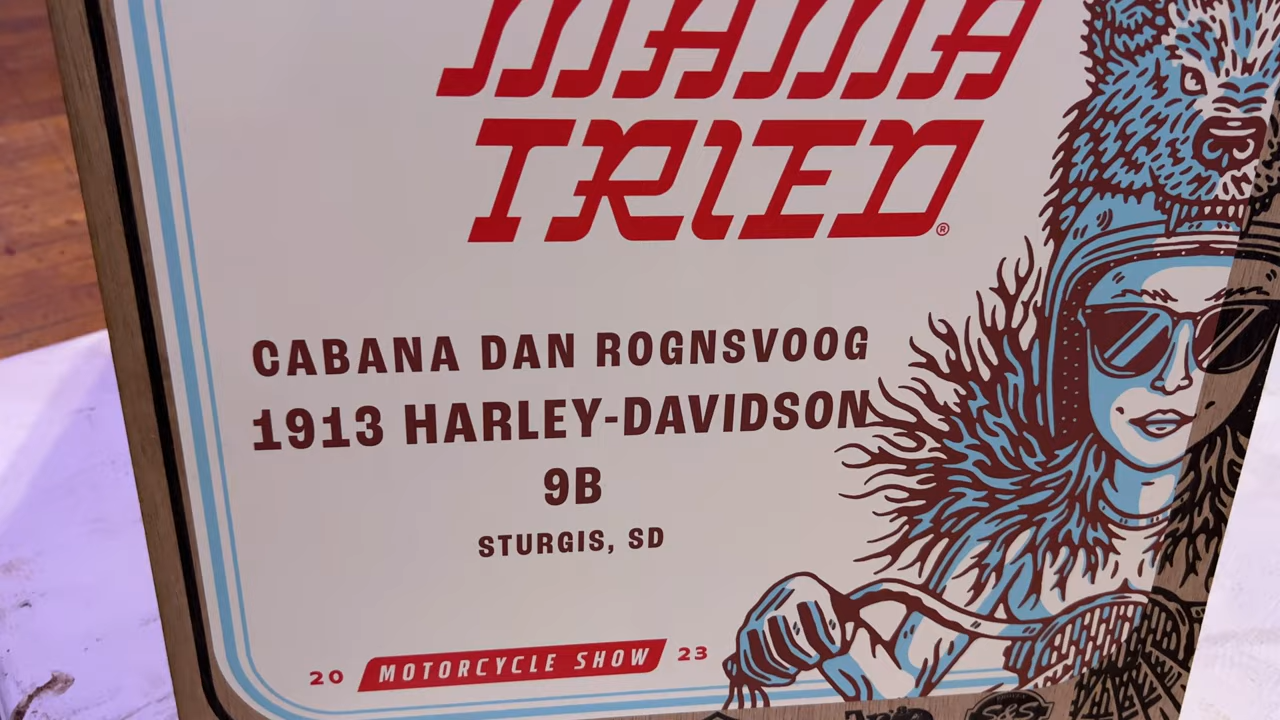 MAMA
TRIED®
CABANA DAN ROGNSVOOG
1913 HARLEY-DAVIDSON
9B
STURGIS, SD
20 MOTORCYCLE SHOW 23
S&S